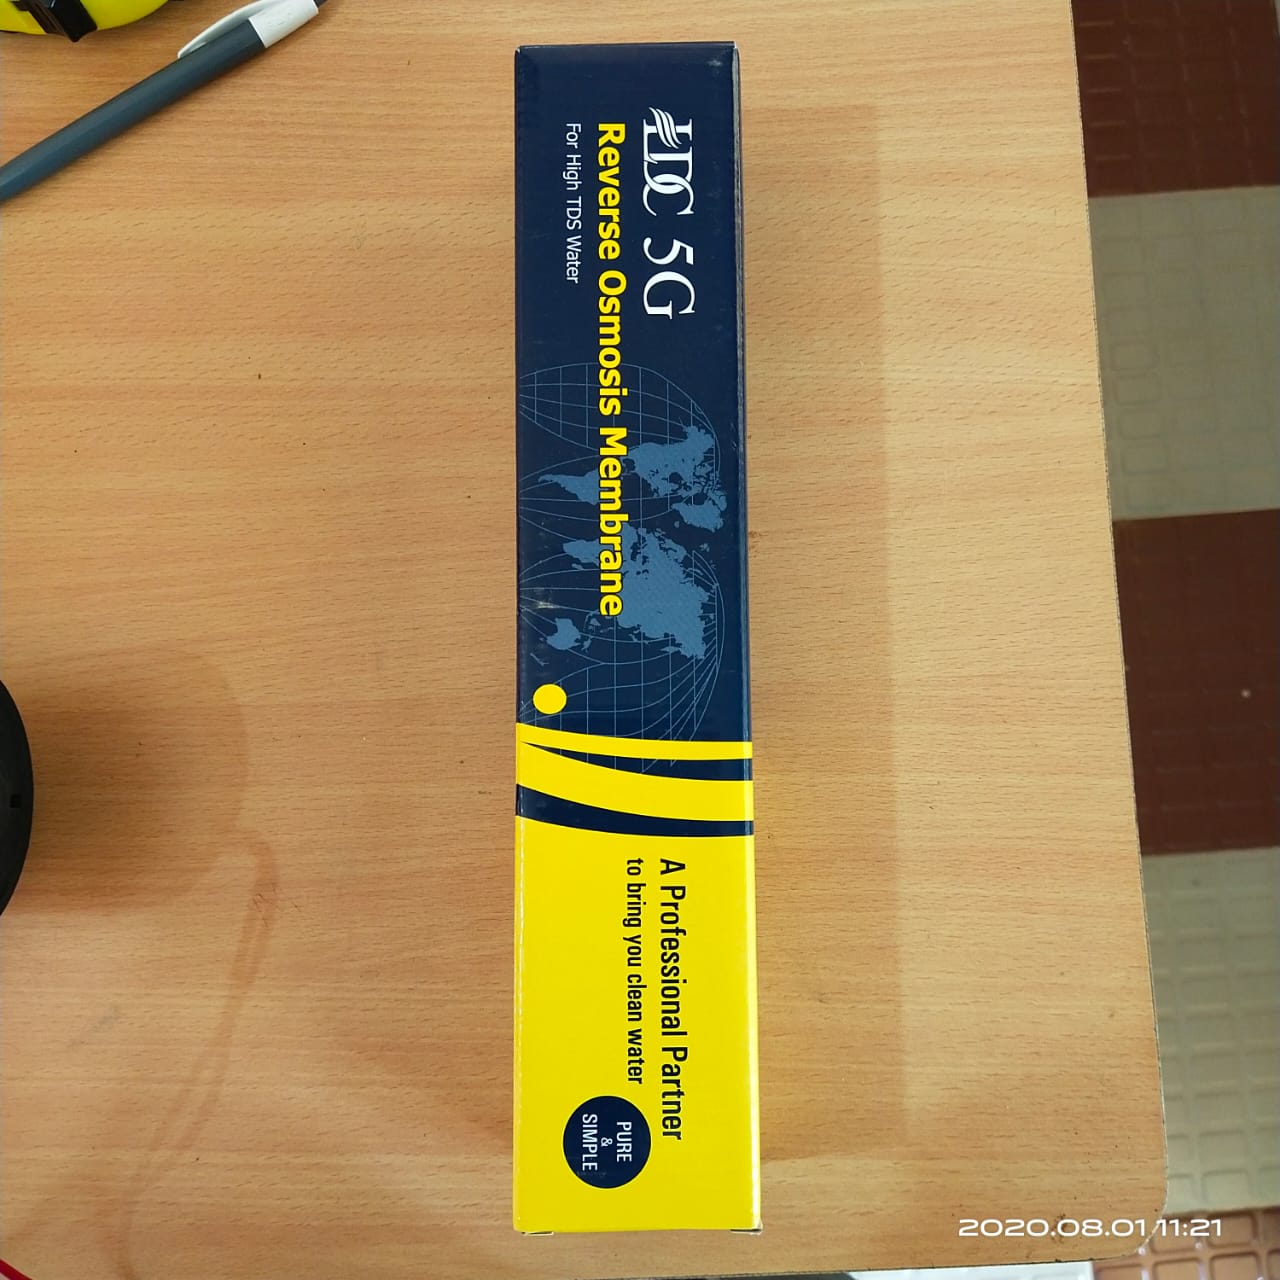 LDC 5G
Reverse Osmosis Membrane
For High TDS Water
A Professional Partner
to bring you clean water
PURE
&
SIMPLE
2020.08.01 11:21